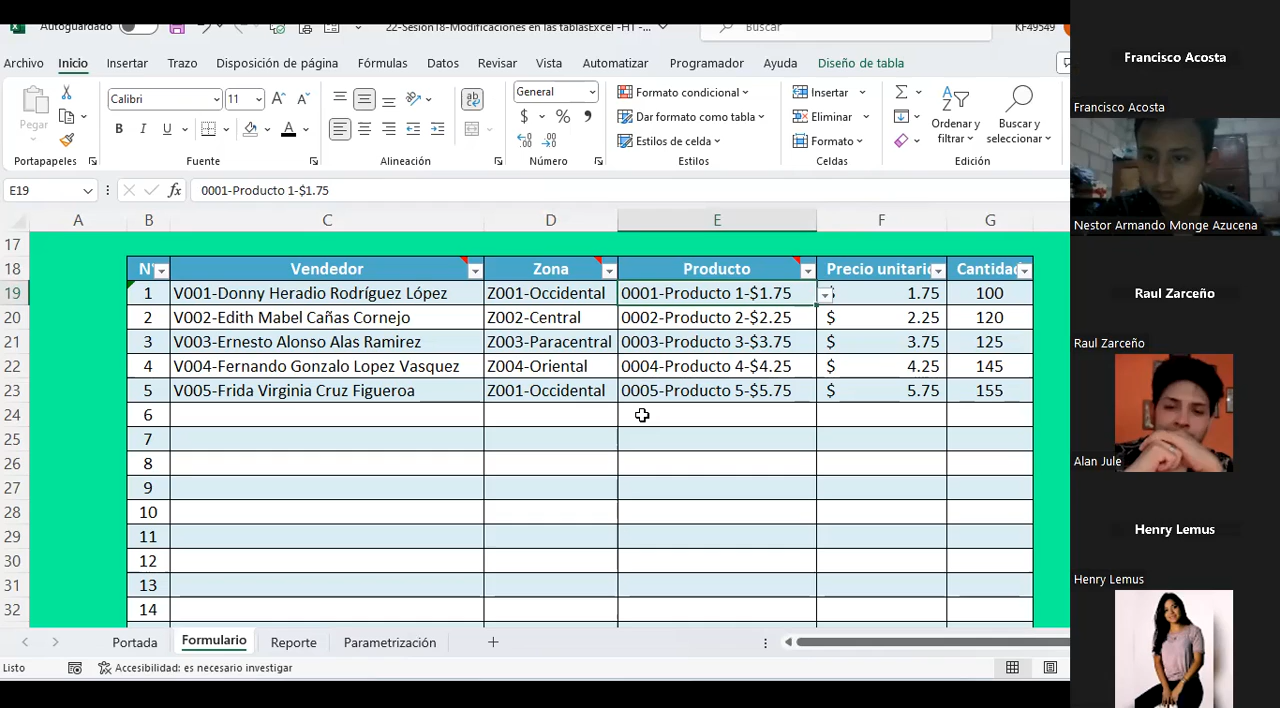 Autoguardado 22-Sesion18-Modificaciones en las tablasExcel -HT -... Buscar KF49549
Archivo Inicio Insertar Trazo Disposición de página Fórmulas Datos Revisar Vista Automatizar Programador Ayuda Diseño de tabla
Pegar
Calibri 11
N K S A
ab
General
$ % 
Formato condicional
Dar formato como tabla
Estilos de celda
Insertar
Eliminar
Formato
Ordenar y filtrar
Buscar y seleccionar
Portapapeles Fuente Alineación Número Estilos Celdas Edición
E19 fx 0001-Producto 1-$1.75
A B C D E F G
17
18 N° Vendedor Zona Producto Precio unitario Cantidad
19 1 V001-Donny Heradio Rodríguez López Z001-Occidental 0001-Producto 1-$1.75 $ 1.75 100
20 2 V002-Edith Mabel Cañas Cornejo Z002-Central 0002-Producto 2-$2.25 $ 2.25 120
21 3 V003-Ernesto Alonso Alas Ramirez Z003-Paracentral 0003-Producto 3-$3.75 $ 3.75 125
22 4 V004-Fernando Gonzalo Lopez Vasquez Z004-Oriental 0004-Producto 4-$4.25 $ 4.25 145
23 5 V005-Frida Virginia Cruz Figueroa Z001-Occidental 0005-Producto 5-$5.75 $ 5.75 155
24 6
25 7
26 8
27 9
28 10
29 11
30 12
31 13
32 14
Portada Formulario Reporte Parametrización
Listo Accesibilidad: es necesario investigar
Francisco Acosta
Francisco Acosta
Nestor Armando Monge Azucena
Raul Zarceño
Raul Zarceño
Alan Jule
Henry Lemus
Henry Lemus